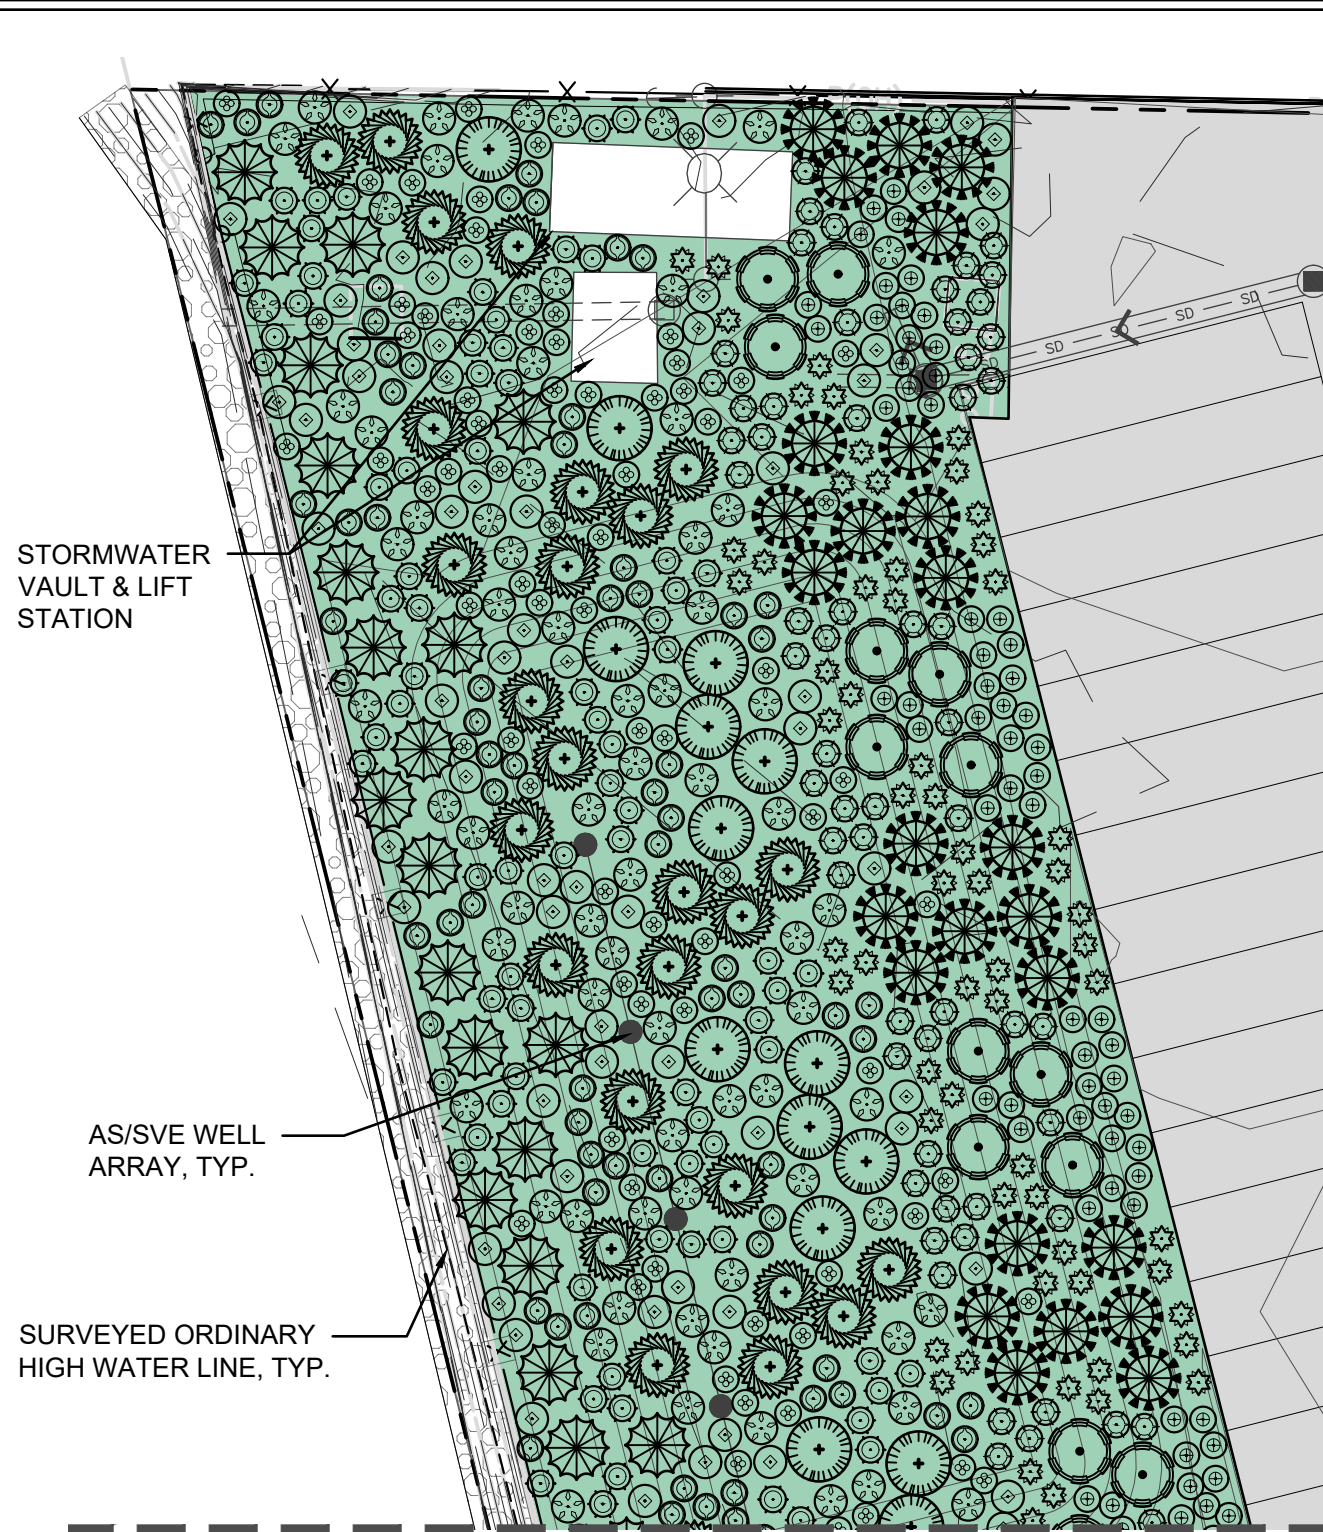 SD
SD
SD
SD
STORMWATER
VAULT & LIFT
STATION
AS/SVE WELL
ARRAY, TYP.
SURVEYED ORDINARY
HIGH WATER LINE, TYP.